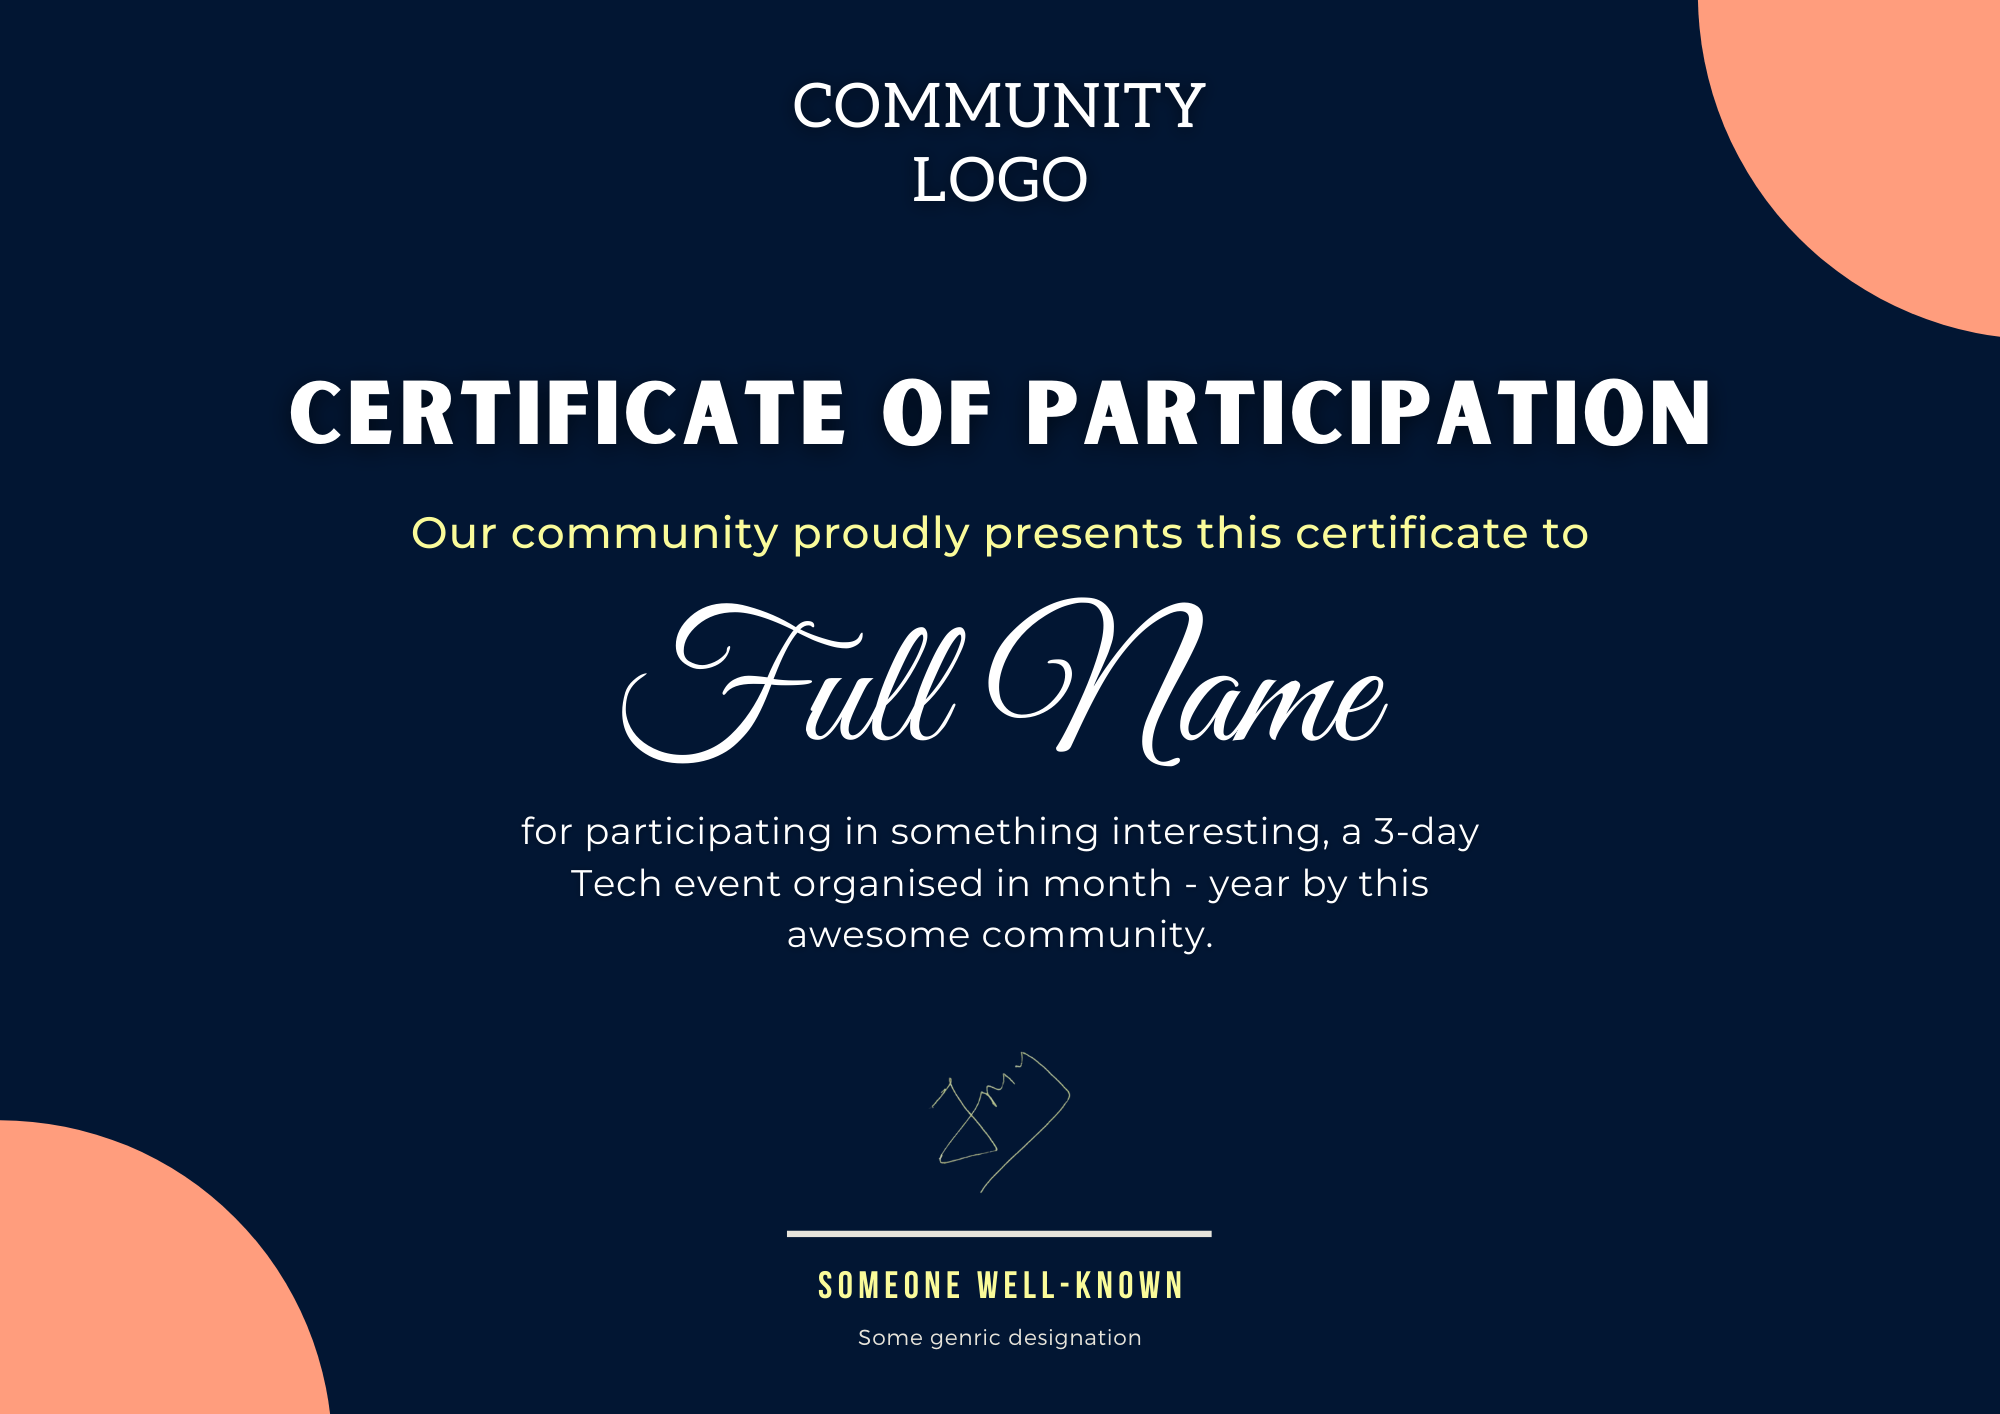 COMMUNITY
LOGO
CERTIFICATE OF PARTICIPATION
Our community proudly presents this certificate to
Full Name
for participating in something interesting, a 3-day
Tech event organised in month - year by this
awesome community.
SOMEONE WELL-KNOWN
Some genric designation